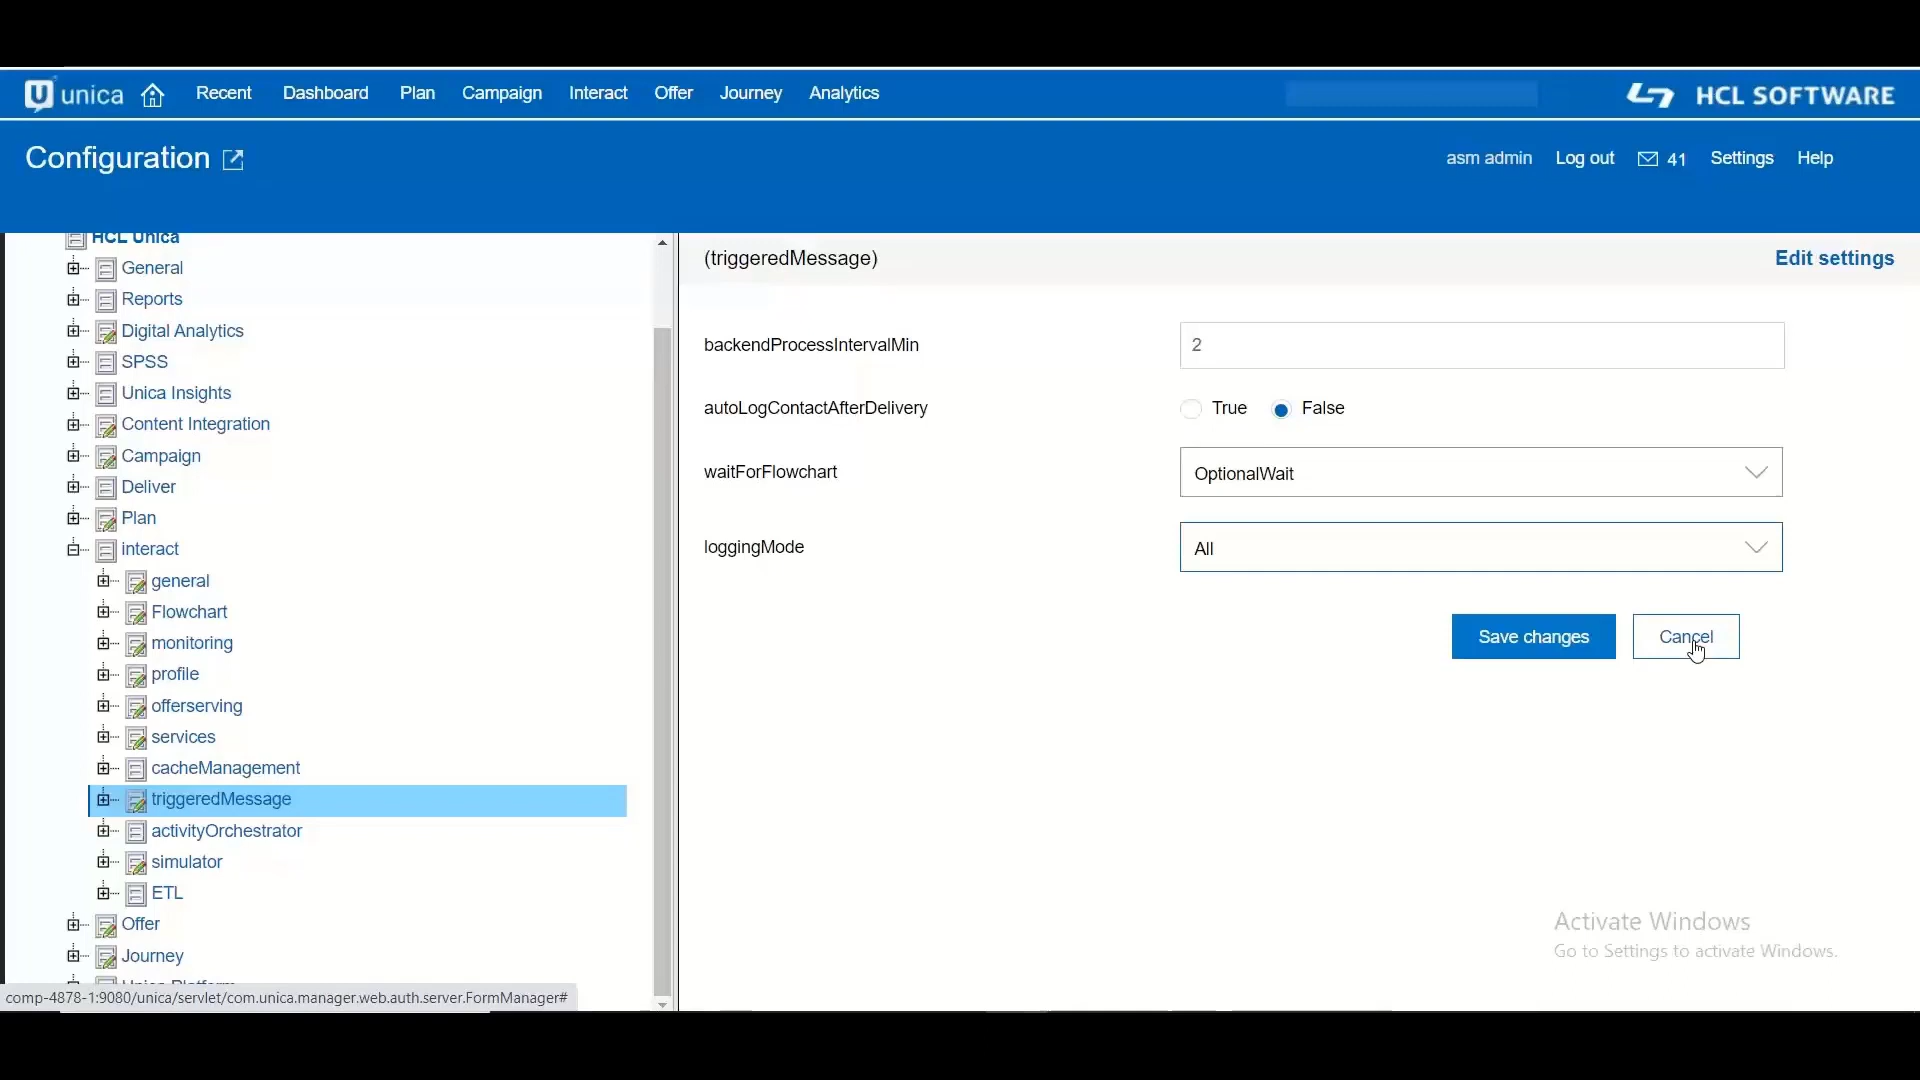 unica
Recent
Dashboard
Plan
Campaign
Interact
Offer
Journey
Analytics
HCL SOFTWARE
Configuration
asm admin
Log out
41
Settings
Help
HCL Unica
General
Reports
Digital Analytics
SPSS
Unica Insights
Content Integration
Campaign
Deliver
Plan
interact
general
Flowchart
monitoring
profile
offerserving
services
cacheManagement
triggeredMessage
activityOrchestrator
simulator
ETL
Offer
Journey
Unica Platform
comp-4878-1:9080/unica/servlet/com.unica.manager.web.auth.server.FormManager#
(triggeredMessage)
Edit settings
backendProcessIntervalMin
2
autoLogContactAfterDelivery
True
False
waitForFlowchart
OptionalWait
loggingMode
All
Save changes
Cancel
Activate Windows
Go to Settings to activate Windows.